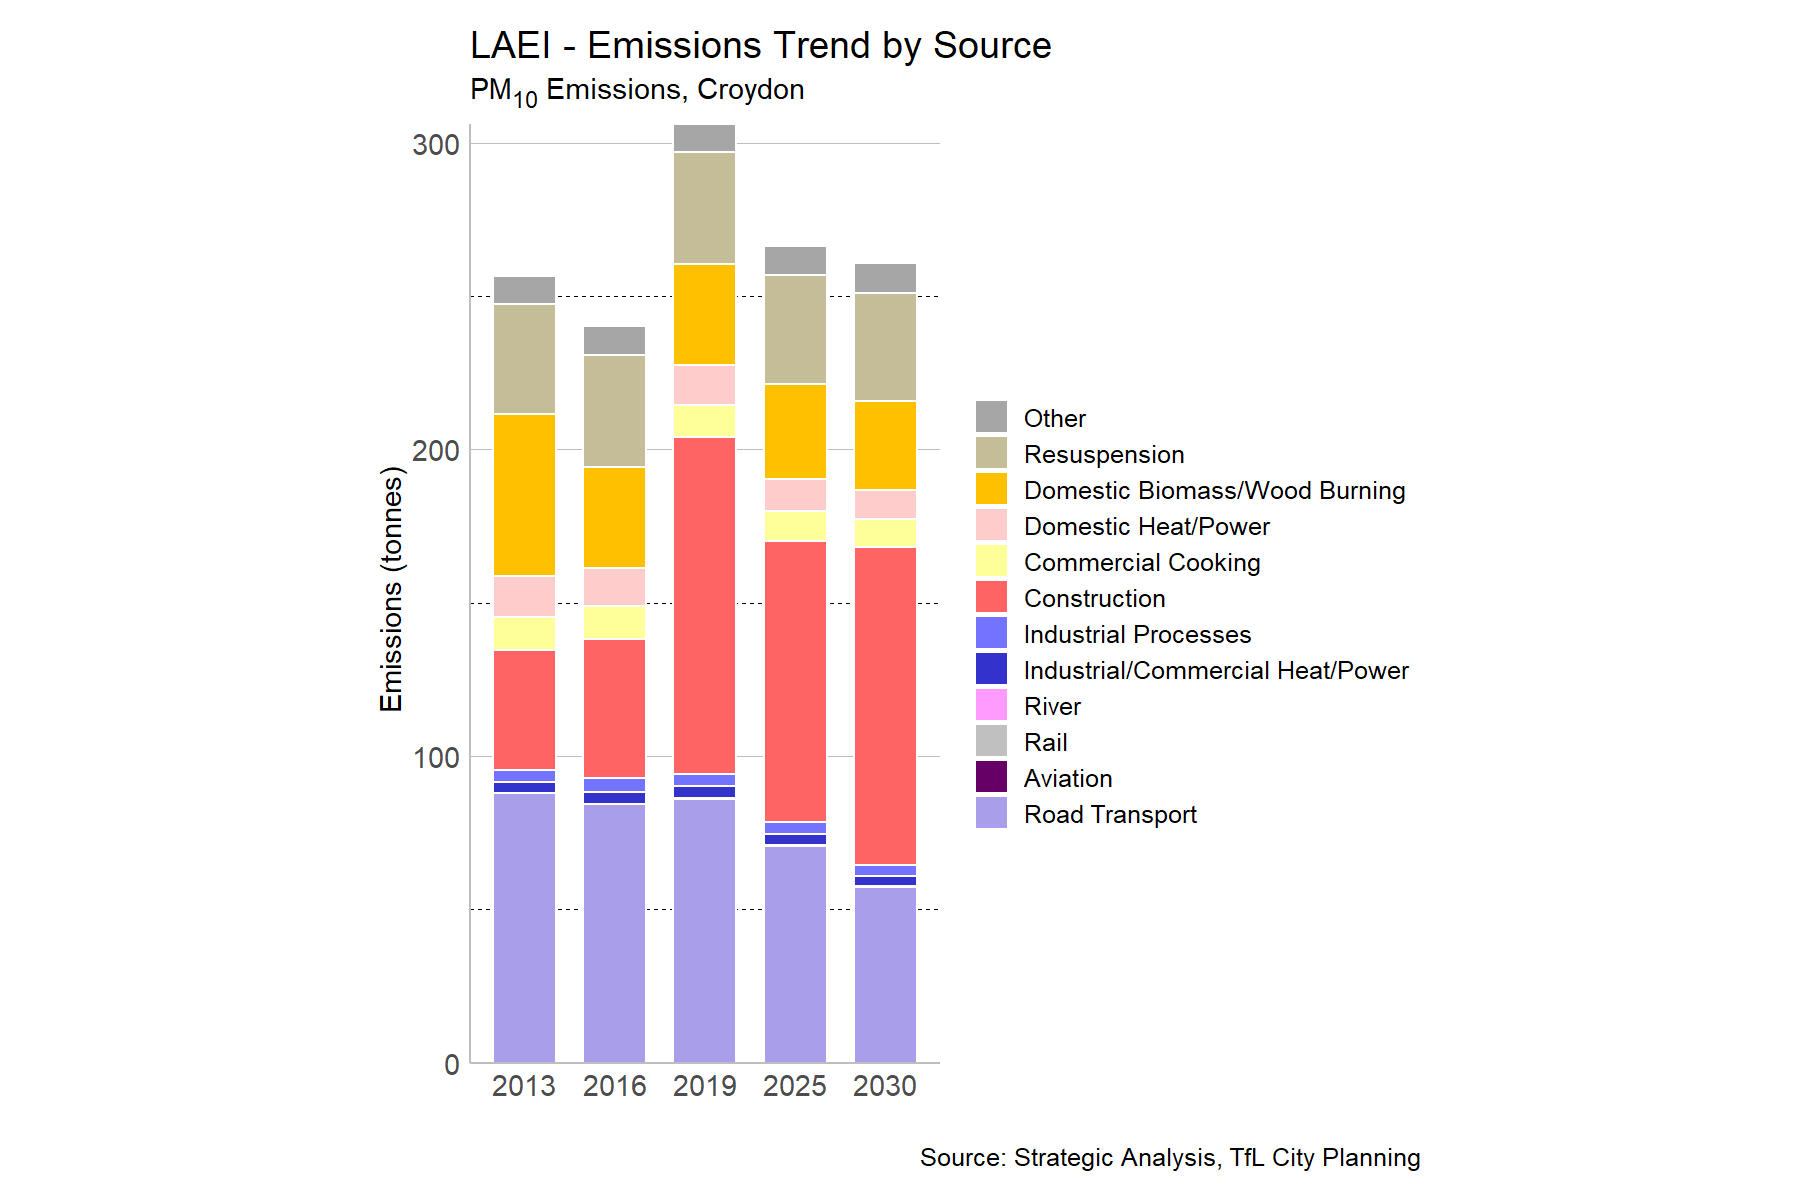 LAEI - Emissions Trend by Source
PM10 Emissions, Croydon
Emissions (tonnes)
300
200
100
0
2013 2016 2019 2025 2030
Other
Resuspension
Domestic Biomass/Wood Burning
Domestic Heat/Power
Commercial Cooking
Construction
Industrial Processes
Industrial/Commercial Heat/Power
River
Rail
Aviation
Road Transport
Source: Strategic Analysis, TfL City Planning